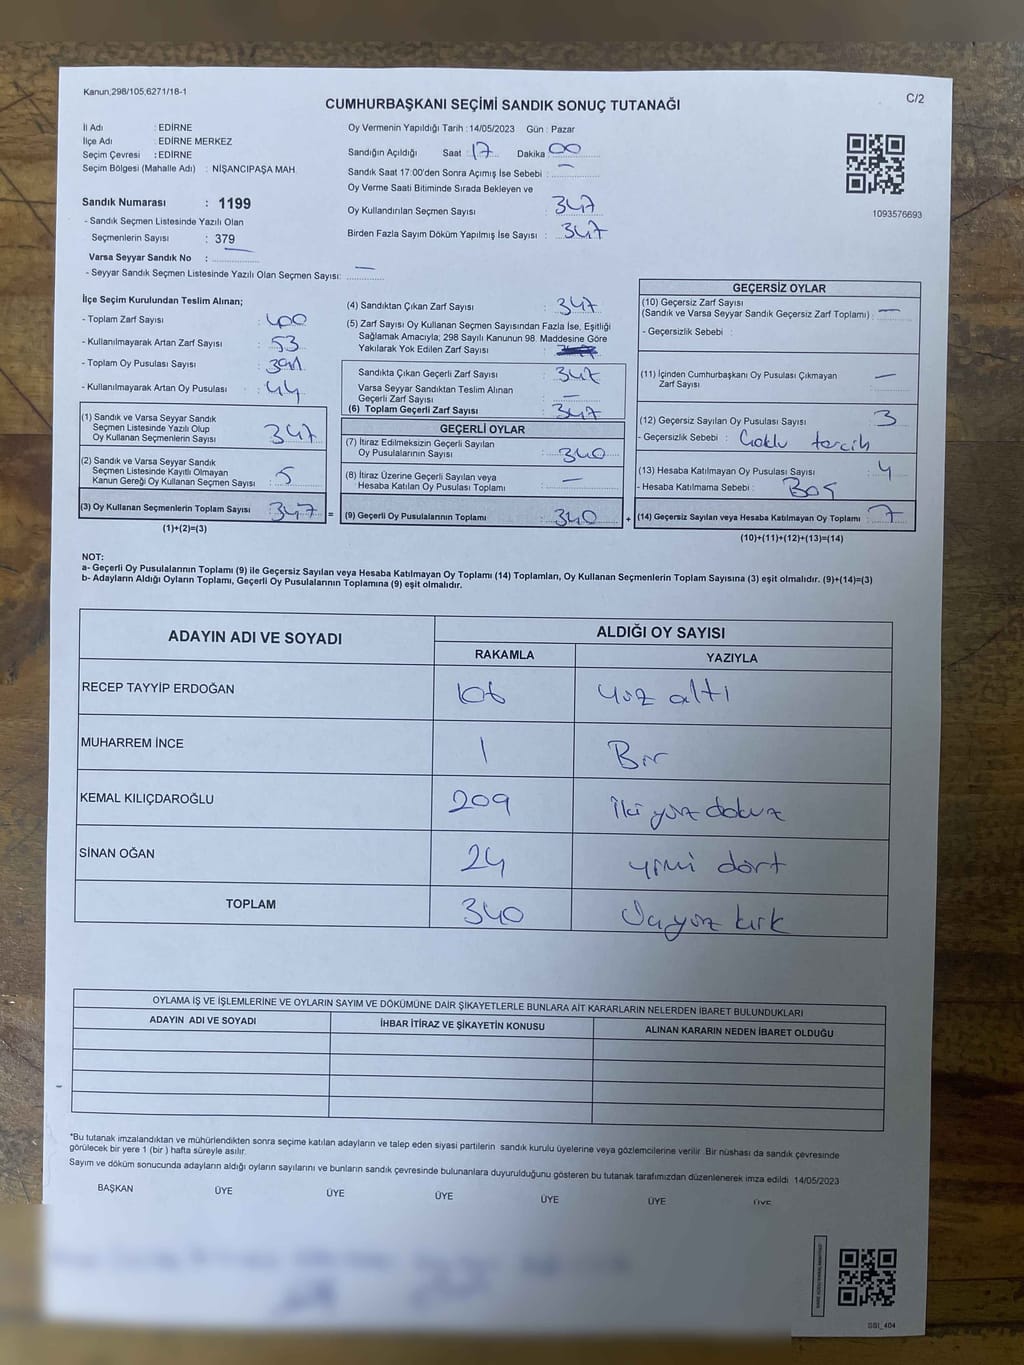 Kanun;298/105,6271/18-1
C/2
CUMHURBAŞKANI SEÇİMİ SANDIK SONUÇ TUTANAĞI
İl Adı : EDİRNE
İlçe Adı : EDİRNE MERKEZ
Seçim Çevresi : EDİRNE
Seçim Bölgesi (Mahalle Adı) : NİŞANCIPAŞA MAH.
Sandık Numarası : 1199
- Sandık Seçmen Listesinde Yazılı Olan
Seçmenlerin Sayısı : 379
Varsa Seyyar Sandık No : —
- Seyyar Sandık Seçmen Listesinde Yazılı Olan Seçmen Sayısı: —
Oy Vermenin Yapıldığı Tarih : 14/05/2023 Gün : Pazar
Sandığın Açıldığı Saat : 17 Dakika 00
Sandık Saat 17:00'den Sonra Açımış İse Sebebi : —
Oy Verme Saati Bitiminde Sırada Bekleyen ve
Oy Kullandırılan Seçmen Sayısı : 347
Birden Fazla Sayım Döküm Yapılmış İse Sayısı : 347
1093576693
İlçe Seçim Kurulundan Teslim Alınan;
- Toplam Zarf Sayısı : 400
- Kullanılmayarak Artan Zarf Sayısı : 53
- Toplam Oy Pusulası Sayısı : 391
- Kullanılmayarak Artan Oy Pusulası : 44
(1) Sandık ve Varsa Seyyar Sandık
Seçmen Listesinde Yazılı Olup
Oy Kullanan Seçmenlerin Sayısı : 347
(2) Sandık ve Varsa Seyyar Sandık
Seçmen Listesinde Kayıtlı Olmayan
Kanun Gereği Oy Kullanan Seçmen Sayısı : 5
(3) Oy Kullanan Seçmenlerin Toplam Sayısı : 347 =
(1)+(2)=(3)
(4) Sandıktan Çıkan Zarf Sayısı : 347
(5) Zarf Sayısı Oy Kullanan Seçmen Sayısından Fazla İse, Eşitliği
Sağlamak Amacıyla; 298 Sayılı Kanunun 98. Maddesine Göre
Yakılarak Yok Edilen Zarf Sayısı :
Sandıkta Çıkan Geçerli Zarf Sayısı : 347
Varsa Seyyar Sandıktan Teslim Alınan
Geçerli Zarf Sayısı : —
(6) Toplam Geçerli Zarf Sayısı : 347
GEÇERLİ OYLAR
(7) İtiraz Edilmeksizin Geçerli Sayılan
Oy Pusulalarının Sayısı : 340
(8) İtiraz Üzerine Geçerli Sayılan veya
Hesaba Katılan Oy Pusulası Toplamı : —
(9) Geçerli Oy Pusulalarının Toplamı : 340 +
GEÇERSİZ OYLAR
(10) Geçersiz Zarf Sayısı
(Sandık ve Varsa Seyyar Sandık Geçersiz Zarf Toplamı) : —
- Geçersizlik Sebebi :
(11) İçinden Cumhurbaşkanı Oy Pusulası Çıkmayan
Zarf Sayısı : —
(12) Geçersiz Sayılan Oy Pusulası Sayısı : 3
- Geçersizlik Sebebi : Çoklu tercih
(13) Hesaba Katılmayan Oy Pusulası Sayısı : 4
- Hesaba Katılmama Sebebi : Boş
(14) Geçersiz Sayılan veya Hesaba Katılmayan Oy Toplamı : 7
(10)+(11)+(12)+(13)=(14)
NOT:
a- Geçerli Oy Pusulalarının Toplamı (9) ile Geçersiz Sayılan veya Hesaba Katılmayan Oy Toplamı (14) Toplamları, Oy Kullanan Seçmenlerin Toplam Sayısına (3) eşit olmalıdır. (9)+(14)=(3)
b- Adayların Aldığı Oyların Toplamı, Geçerli Oy Pusulalarının Toplamına (9) eşit olmalıdır.
ADAYIN ADI VE SOYADI
ALDIĞI OY SAYISI
RAKAMLA YAZIYLA
RECEP TAYYİP ERDOĞAN 106 yüz altı
MUHARREM İNCE 1 Bir
KEMAL KILIÇDAROĞLU 209 İki yüz dokuz
SİNAN OĞAN 24 yirmi dört
TOPLAM 340 Üç yüz kırk
OYLAMA İŞ VE İŞLEMLERİNE VE OYLARIN SAYIM VE DÖKÜMÜNE DAİR ŞİKAYETLERLE BUNLARA AİT KARARLARIN NELERDEN İBARET BULUNDUKLARI
ADAYIN ADI VE SOYADI İHBAR İTİRAZ VE ŞİKAYETİN KONUSU ALINAN KARARIN NEDEN İBARET OLDUĞU
*Bu tutanak imzalandıktan ve mühürlendikten sonra seçime katılan adayların ve talep eden siyasi partilerin sandık kurulu üyelerine veya gözlemcilerine verilir. Bir nüshası da sandık çevresinde
görülecek bir yere 1 (bir ) hafta süreyle asılır.
Sayım ve döküm sonucunda adayların aldığı oyların sayılarını ve bunların sandık çevresinde bulunanlara duyurulduğunu gösteren bu tutanak tarafımızdan düzenlenerek imza edildi 14/05/2023
BAŞKAN ÜYE ÜYE ÜYE ÜYE ÜYE ÜYE
SSI_404